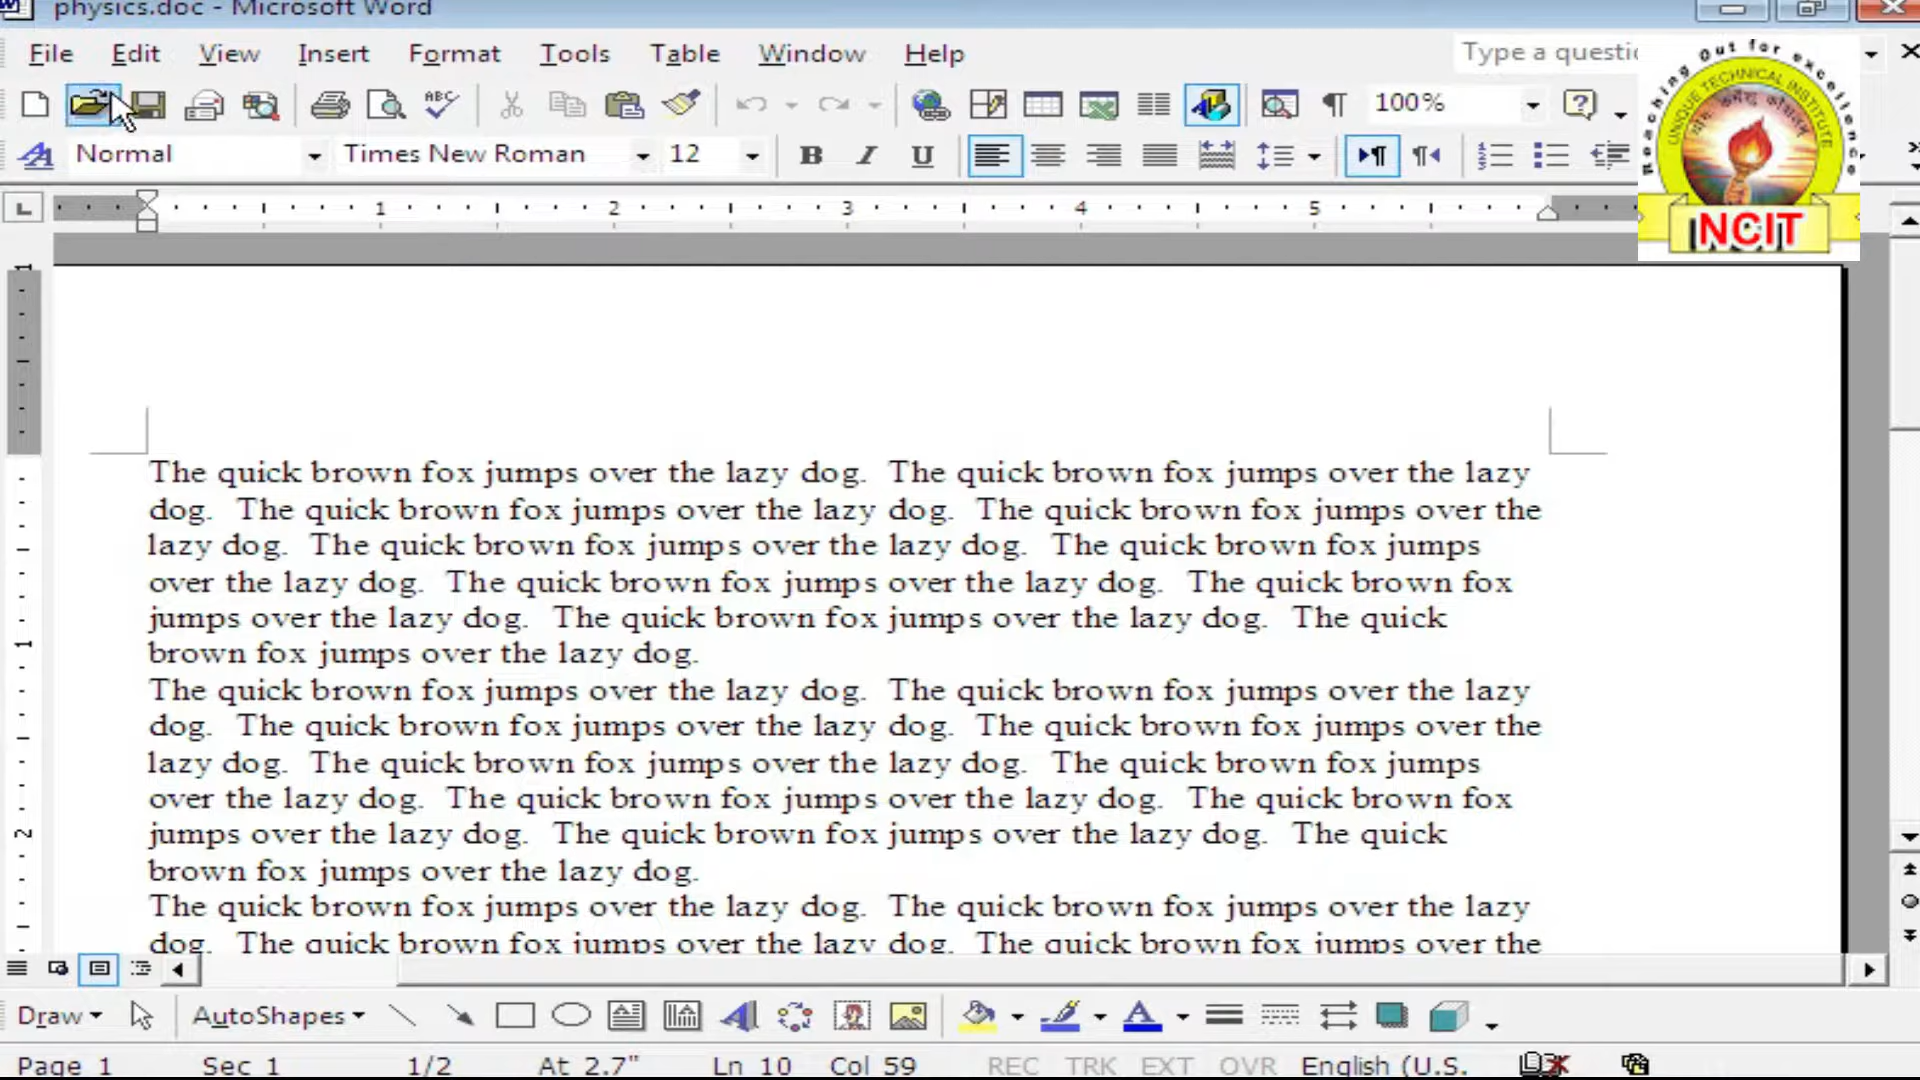 physics.doc - Microsoft Word
File Edit View Insert Format Tools Table Window Help Type a questi
100%
Normal Times New Roman 12 B I U
1 2 3 4 5
Reaching out for excellence
UNIQUE TECHNICAL INSTITUTE
NCIT
The quick brown fox jumps over the lazy dog. The quick brown fox jumps over the lazy
dog. The quick brown fox jumps over the lazy dog. The quick brown fox jumps over the
lazy dog. The quick brown fox jumps over the lazy dog. The quick brown fox jumps
over the lazy dog. The quick brown fox jumps over the lazy dog. The quick brown fox
jumps over the lazy dog. The quick brown fox jumps over the lazy dog. The quick
brown fox jumps over the lazy dog.
The quick brown fox jumps over the lazy dog. The quick brown fox jumps over the lazy
dog. The quick brown fox jumps over the lazy dog. The quick brown fox jumps over the
lazy dog. The quick brown fox jumps over the lazy dog. The quick brown fox jumps
over the lazy dog. The quick brown fox jumps over the lazy dog. The quick brown fox
jumps over the lazy dog. The quick brown fox jumps over the lazy dog. The quick
brown fox jumps over the lazy dog.
The quick brown fox jumps over the lazy dog. The quick brown fox jumps over the lazy
dog. The quick brown fox jumps over the lazy dog. The quick brown fox jumps over the
Draw AutoShapes
Page 1 Sec 1 1/2 At 2.7" Ln 10 Col 59 REC TRK EXT OVR English (U.S.